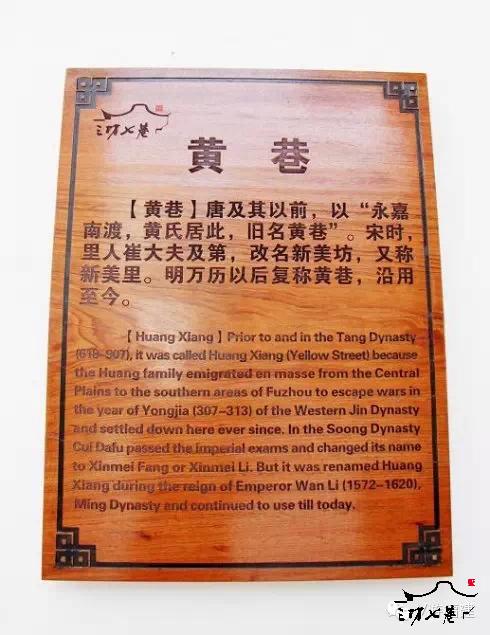 三坊七巷
黄巷
【黄巷】唐及其以前，以“永嘉
南渡，黄氏居此，旧名黄巷”。宋时，
里人崔大夫及第，改名新美坊，又称
新美里。明万历以后复称黄巷，沿用
至今。
【Huang Xiang】Prior to and in the Tang Dynasty
(618-907), it was called Huang Xiang (Yellow Street) because
the Huang family emigrated en masse from the Central
Plains to the southern areas of Fuzhou to escape wars in
the year of Yongjia (307-313) of the Western Jin Dynasty
and settled down here ever since. In the Soong Dynasty
Cui Dafu passed the imperial exams and changed its name
to Xinmei Fang or Xinmei Li. But it was renamed Huang
Xiang during the reign of Emperor Wan Li (1572-1620),
Ming Dynasty and continued to use till today.
三坊七巷